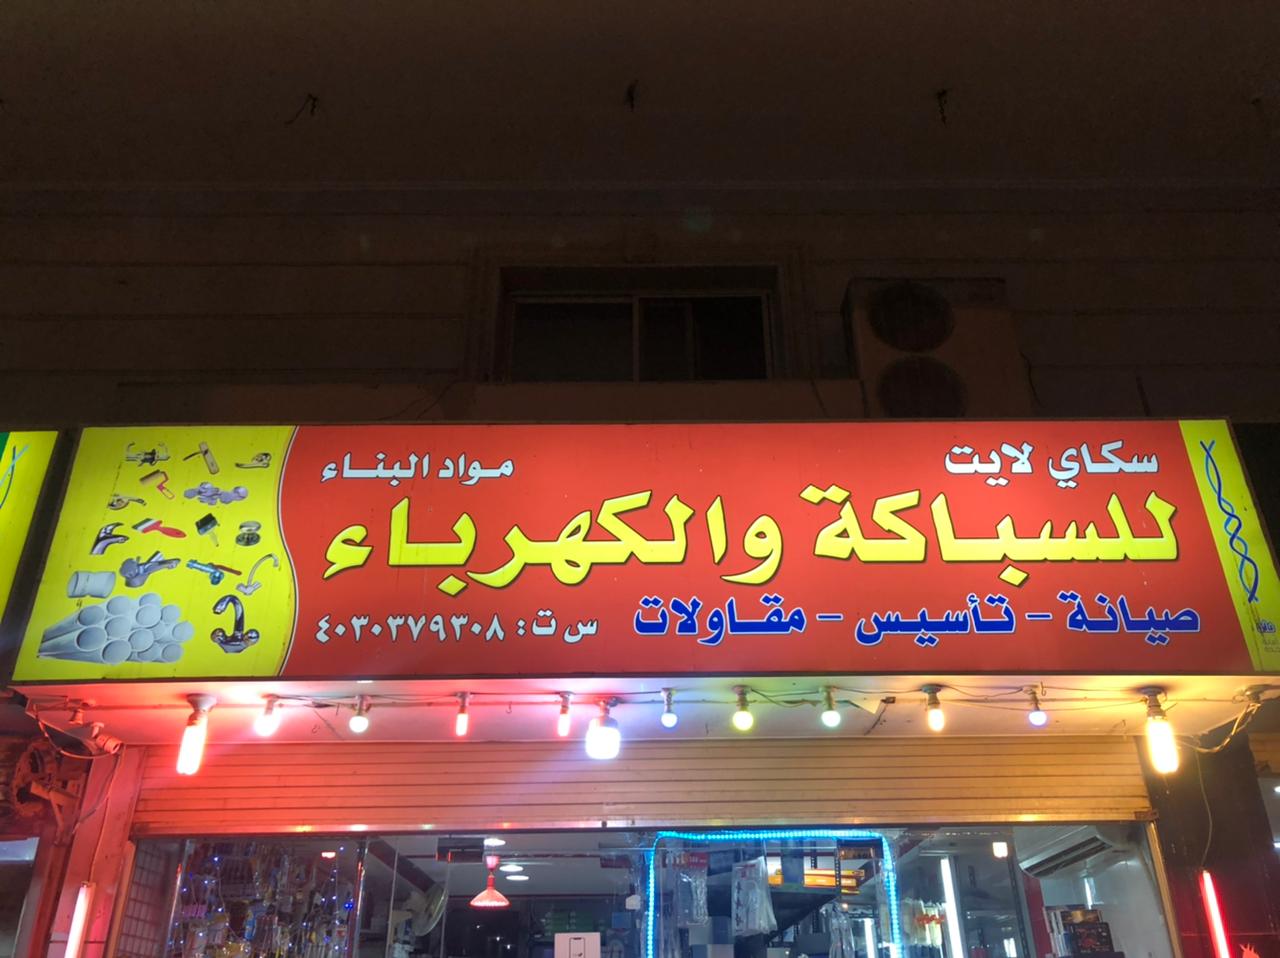 سكاي لايت
مواد البناء
للسباكة والكهرباء
صيانة - تأسيس - مقاولات
س ت: ٤٠٣٠٣٧٩٣٠٨